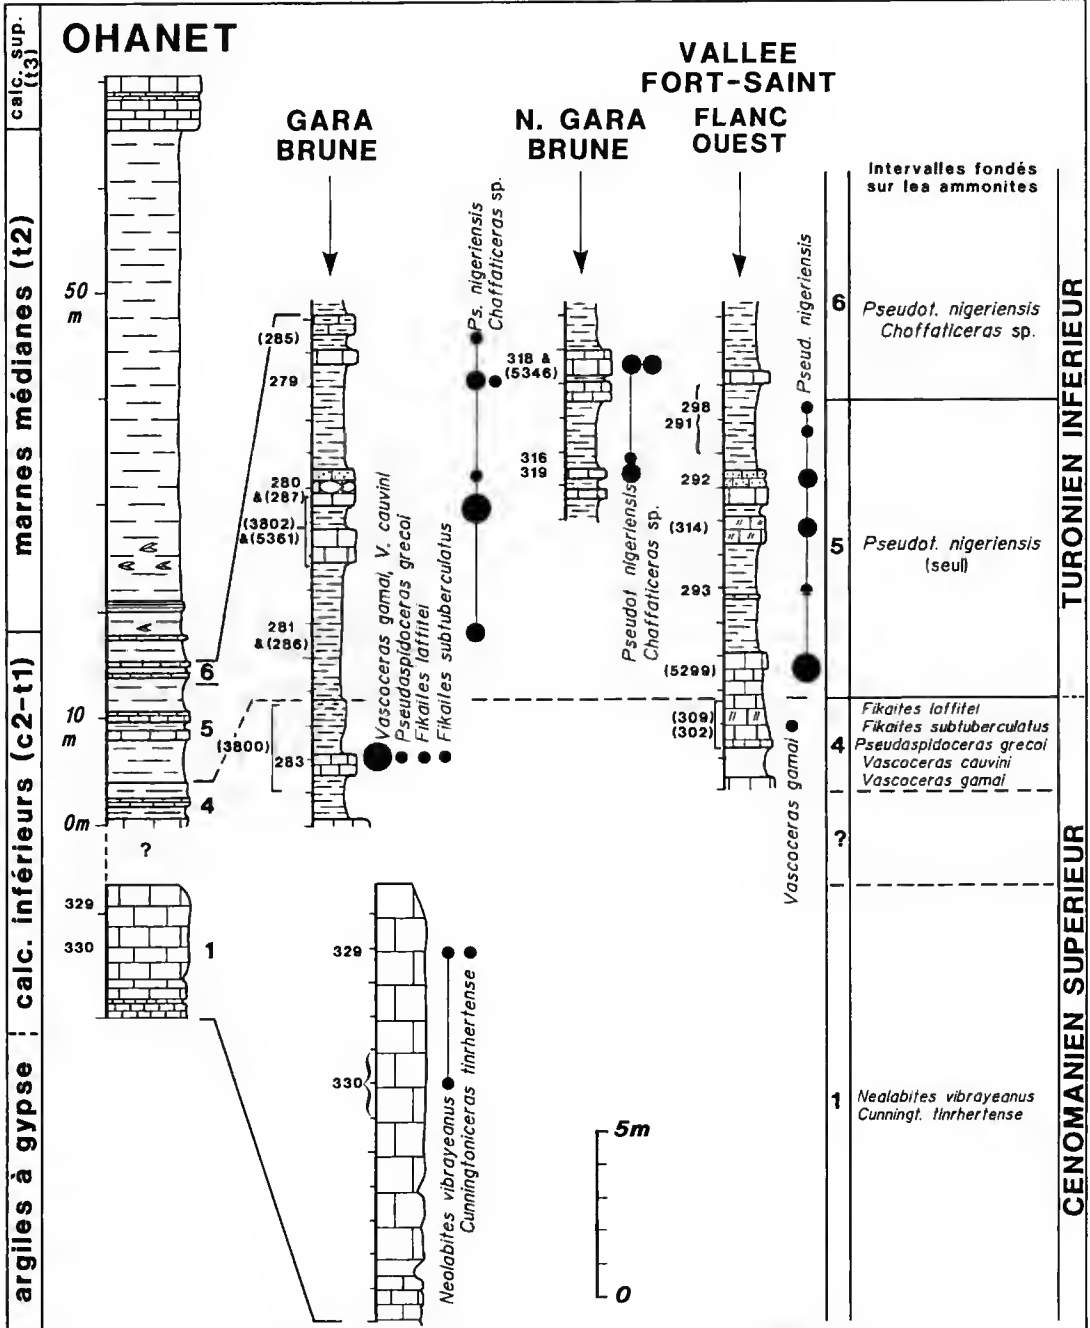 calc. sup.
(t3)
marnes médianes (t2)
calc. inférieurs (c2-t1)
argiles à gypse
OHANET
50
m
10
m
0m
?
6
5
4
329
330
1
GARA
BRUNE
(285)
279
280
&(287)
(3802)
&(5361)
281
&(286)
(3800)
283
Vascoceras gamai, V. cauvini
Pseudaspidoceras grecoi
Fikaites laffitei
Fikaites subtuberculatus
Ps. nigeriensis
Choffaticeras sp.
N. GARA
BRUNE
318 &
(5346)
316
319
Pseudot nigeriensis
Choffaticeras sp.
VALLEE
FORT-SAINT
FLANC
OUEST
298
291
292
(314)
293
(5299)
(309)
(302)
Pseud. nigeriensis
Vascoceras gamai
329
330
Neolobites vibrayeanus
Cunningtoniceras tinrhertense
5m
0
Intervalles fondés
sur les ammonites
6
Pseudot. nigeriensis
Choffaticeras sp.
5
Pseudot. nigeriensis
(seul)
4
Fikaites laffitei
Fikaites subtuberculatus
Pseudaspidoceras grecoi
Vascoceras cauvini
Vascoceras gamai
?
1
Neolobites vibrayeanus
Cunningt. tinrhertense
TURONIEN INFERIEUR
CENOMANIEN SUPERIEUR